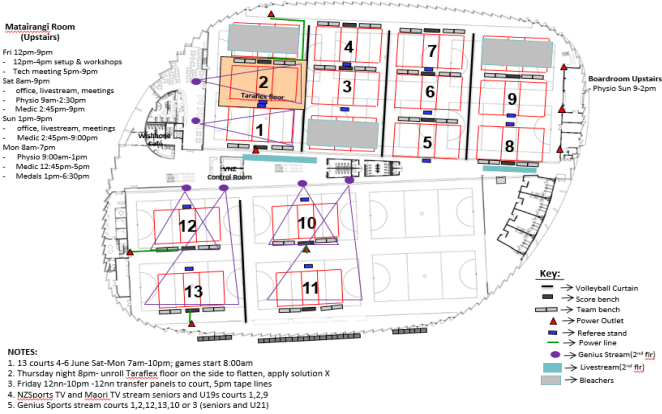 Matairangi Room
(Upstairs)
Fri 12pm-9pm
- 12pm-4pm setup & workshops
- Tech meeting 5pm-9pm
Sat 8am-9pm
- office, livestream, meetings
- Physio 9am-2:30pm
- Medic 2:45pm-9pm
Sun 1pm-9pm
- office, livestream, meetings
- Medic 2:45pm-9:00pm
Mon 8am-7pm
- Physio 9:00am-1pm
- Medic 12:45pm-5pm
- Medals 1pm-6:30pm
4
7
2
Taraflex floor
3
6
9
Boardroom Upstairs
Physio Sun 9-2pm
1
5
8
Wishbone
Café
VNZ
Control Room
12
10
13
11
Key:
Volleyball Curtain
Score bench
Team bench
Power Outlet
Referee stand
Power line
Genius Stream(2nd flr)
Livestream(2nd flr)
Bleachers
NOTES:
1. 13 courts 4-6 June Sat-Mon 7am-10pm; games start 8:00am
2. Thursday night 8pm- unroll Taraflex floor on the side to flatten, apply solution X
3. Friday 12nn-10pm -12nn transfer panels to court, 5pm tape lines
4. NZSports TV and Maori TV stream seniors and U19s courts 1,2,9
5. Genius Sports stream courts 1,2,12,13,10 or 3 (seniors and U21)